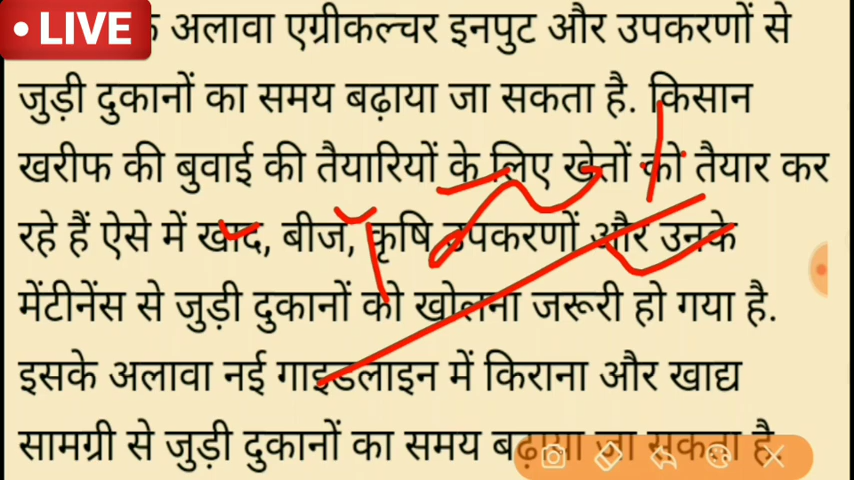 LIVE
के अलावा एग्रीकल्चर इनपुट और उपकरणों से
जुड़ी दुकानों का समय बढ़ाया जा सकता है. किसान
खरीफ की बुवाई की तैयारियों के लिए खेतों को तैयार कर
रहे हैं ऐसे में खाद, बीज, कृषि उपकरणों और उनके
मेंटीनेंस से जुड़ी दुकानों को खोलना जरूरी हो गया है.
इसके अलावा नई गाइडलाइन में किराना और खाद्य
सामग्री से जुड़ी दुकानों का समय बढ़ाया जा सकता है.